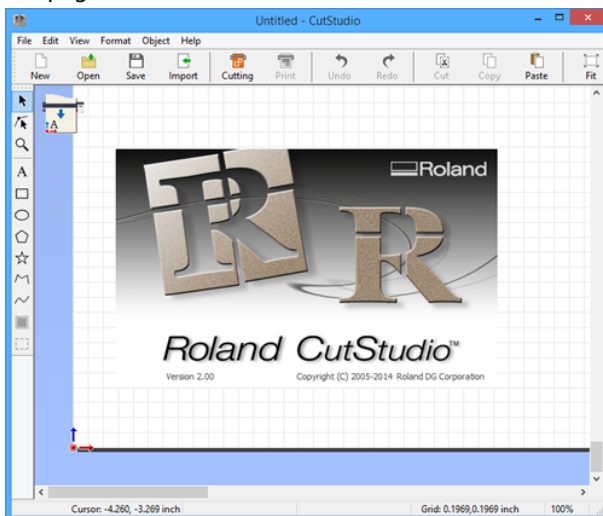 Untitled - CutStudio
File Edit View Format Object Help
New Open Save Import Cutting Print Undo Redo Cut Copy Paste Fit
A
A
Roland
R R
Roland CutStudio™
Version 2.00 Copyright (C) 2005-2014 Roland DG Corporation
Cursor: -4.260, -3.269 inch Grid: 0.1969,0.1969 inch 100%